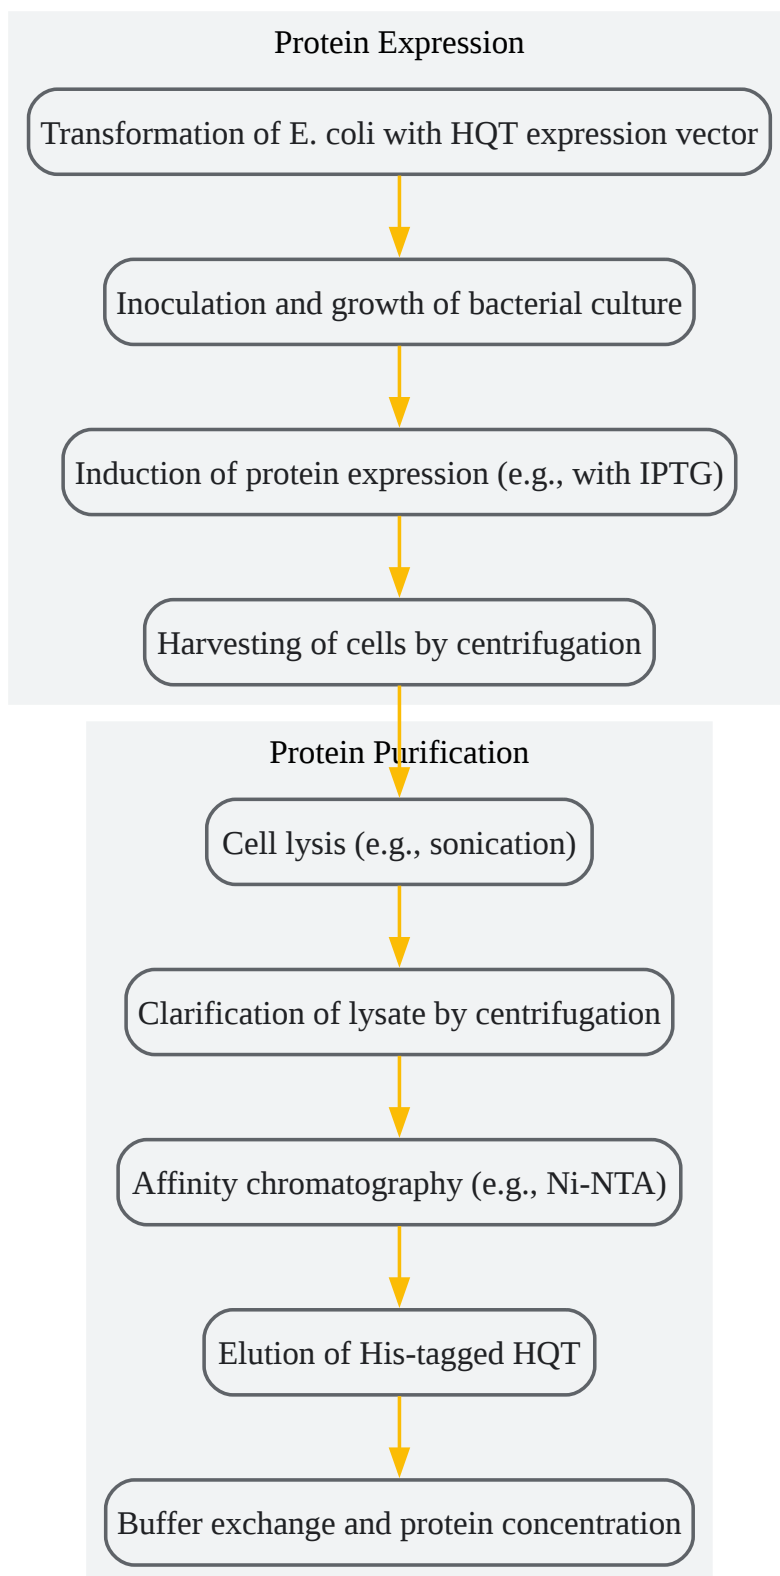 Protein Expression
Transformation of E. coli with HQT expression vector
Inoculation and growth of bacterial culture
Induction of protein expression (e.g., with IPTG)
Harvesting of cells by centrifugation
Protein Purification
Cell lysis (e.g., sonication)
Clarification of lysate by centrifugation
Affinity chromatography (e.g., Ni-NTA)
Elution of His-tagged HQT
Buffer exchange and protein concentration